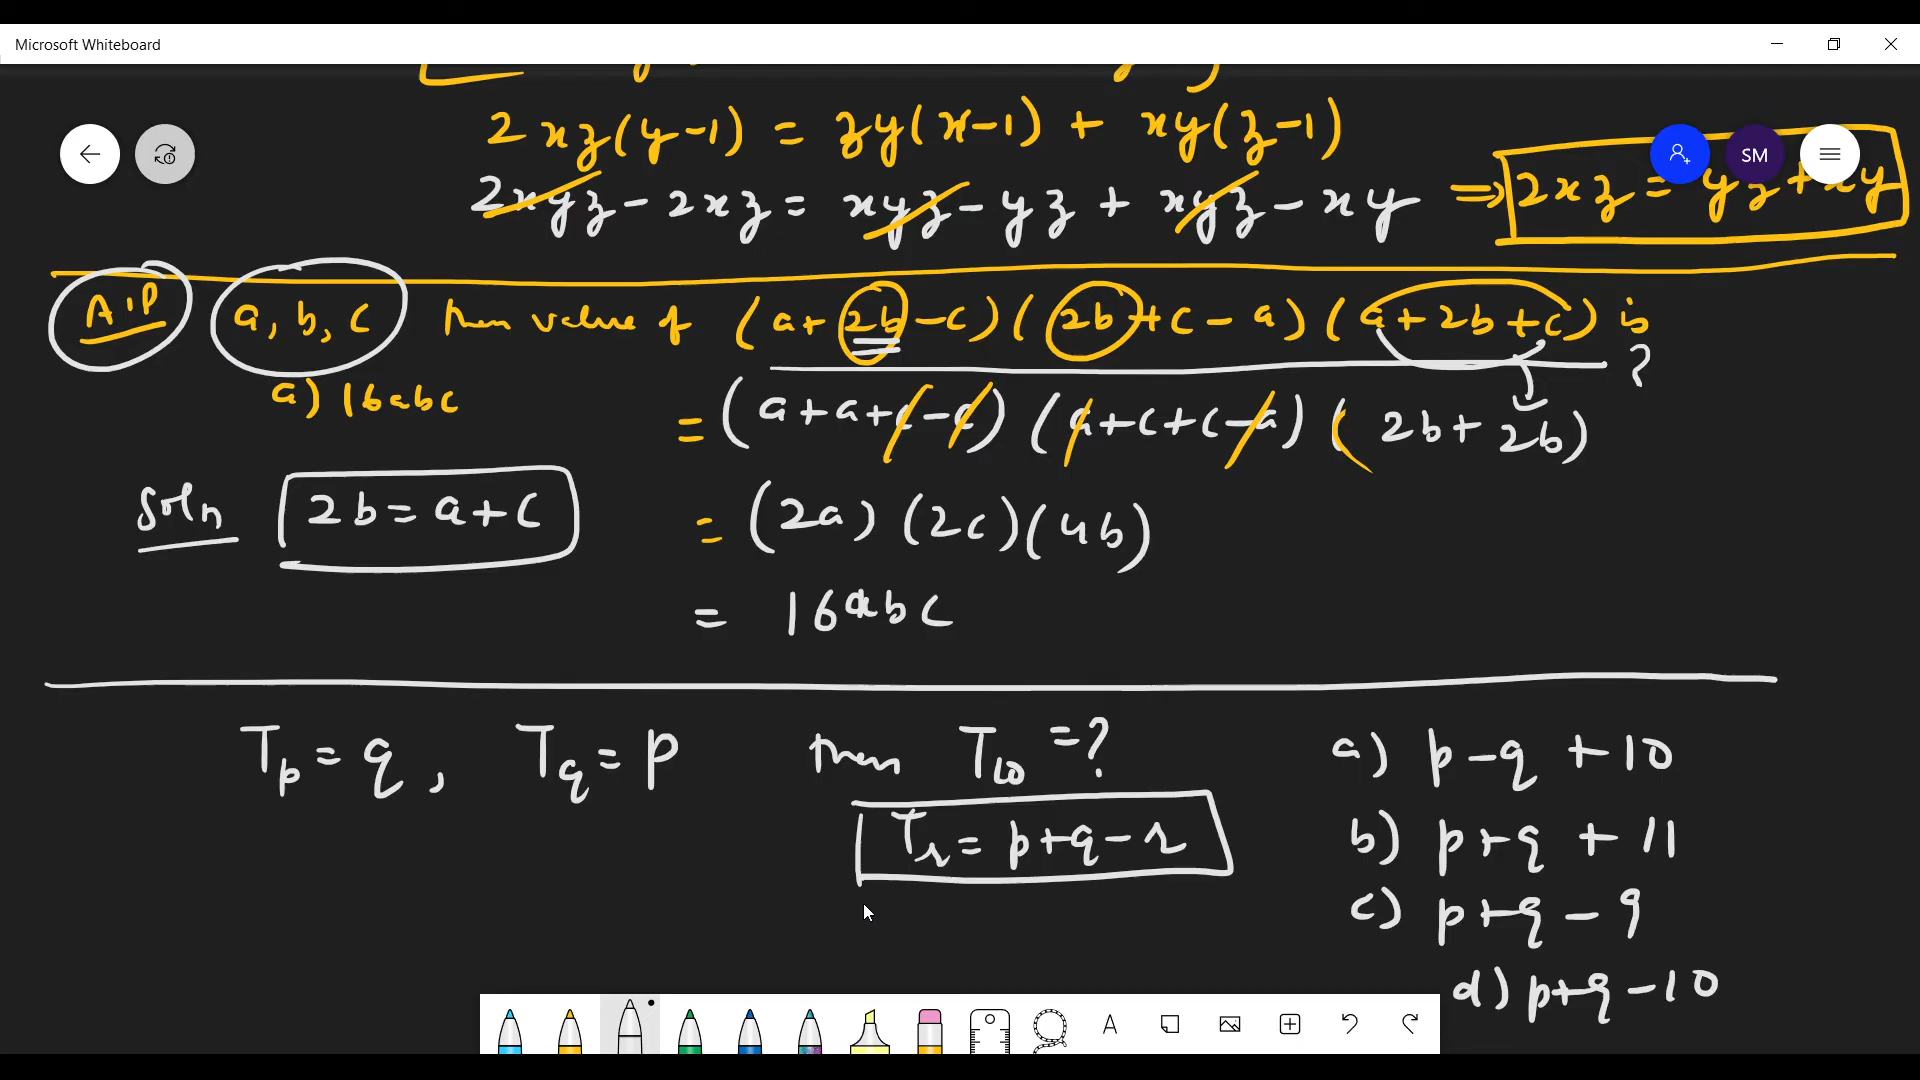 Microsoft Whiteboard
2xz(y-1) = zy(x-1) + xy(z-1)
2xyz - 2xz = xyz - yz + xyz - xy ⇒ 2xz = yz + xy
SM
A.P a, b, c then value of (a+2b-c)(2b+c-a)(a+2b+c) is ?
a) 16abc
= (a+a+c-c) (a+c+c-a) (2b+2b)
Soln 2b = a+c
= (2a) (2c)(4b)
= 16abc
Tp = q, Tq = p then T10 = ?
a) p-q+10
Tr = p+q-r
b) p+q+11
c) p+q-9
d) p+q-10
A